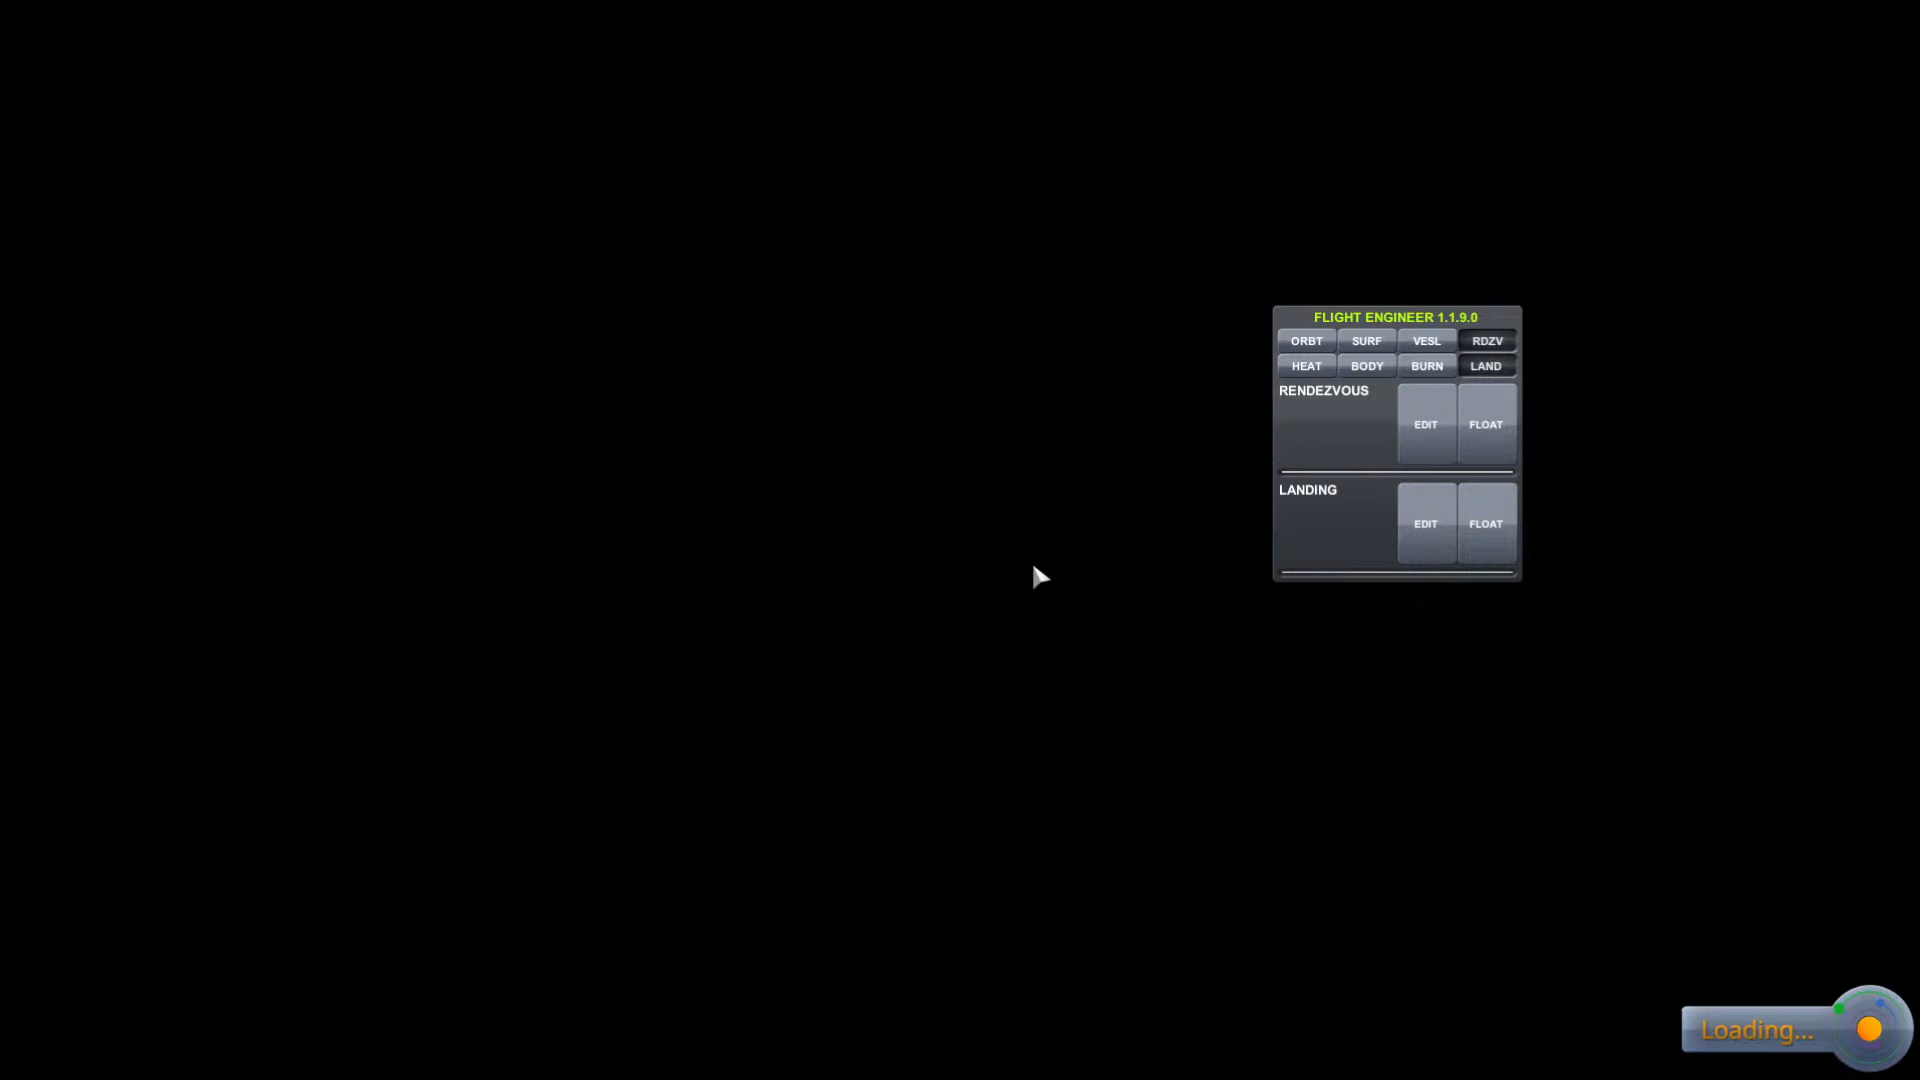 FLIGHT ENGINEER 1.1.9.0
ORBT SURF VESL RDZV
HEAT BODY BURN LAND
RENDEZVOUS
EDIT FLOAT
LANDING
EDIT FLOAT
Loading...